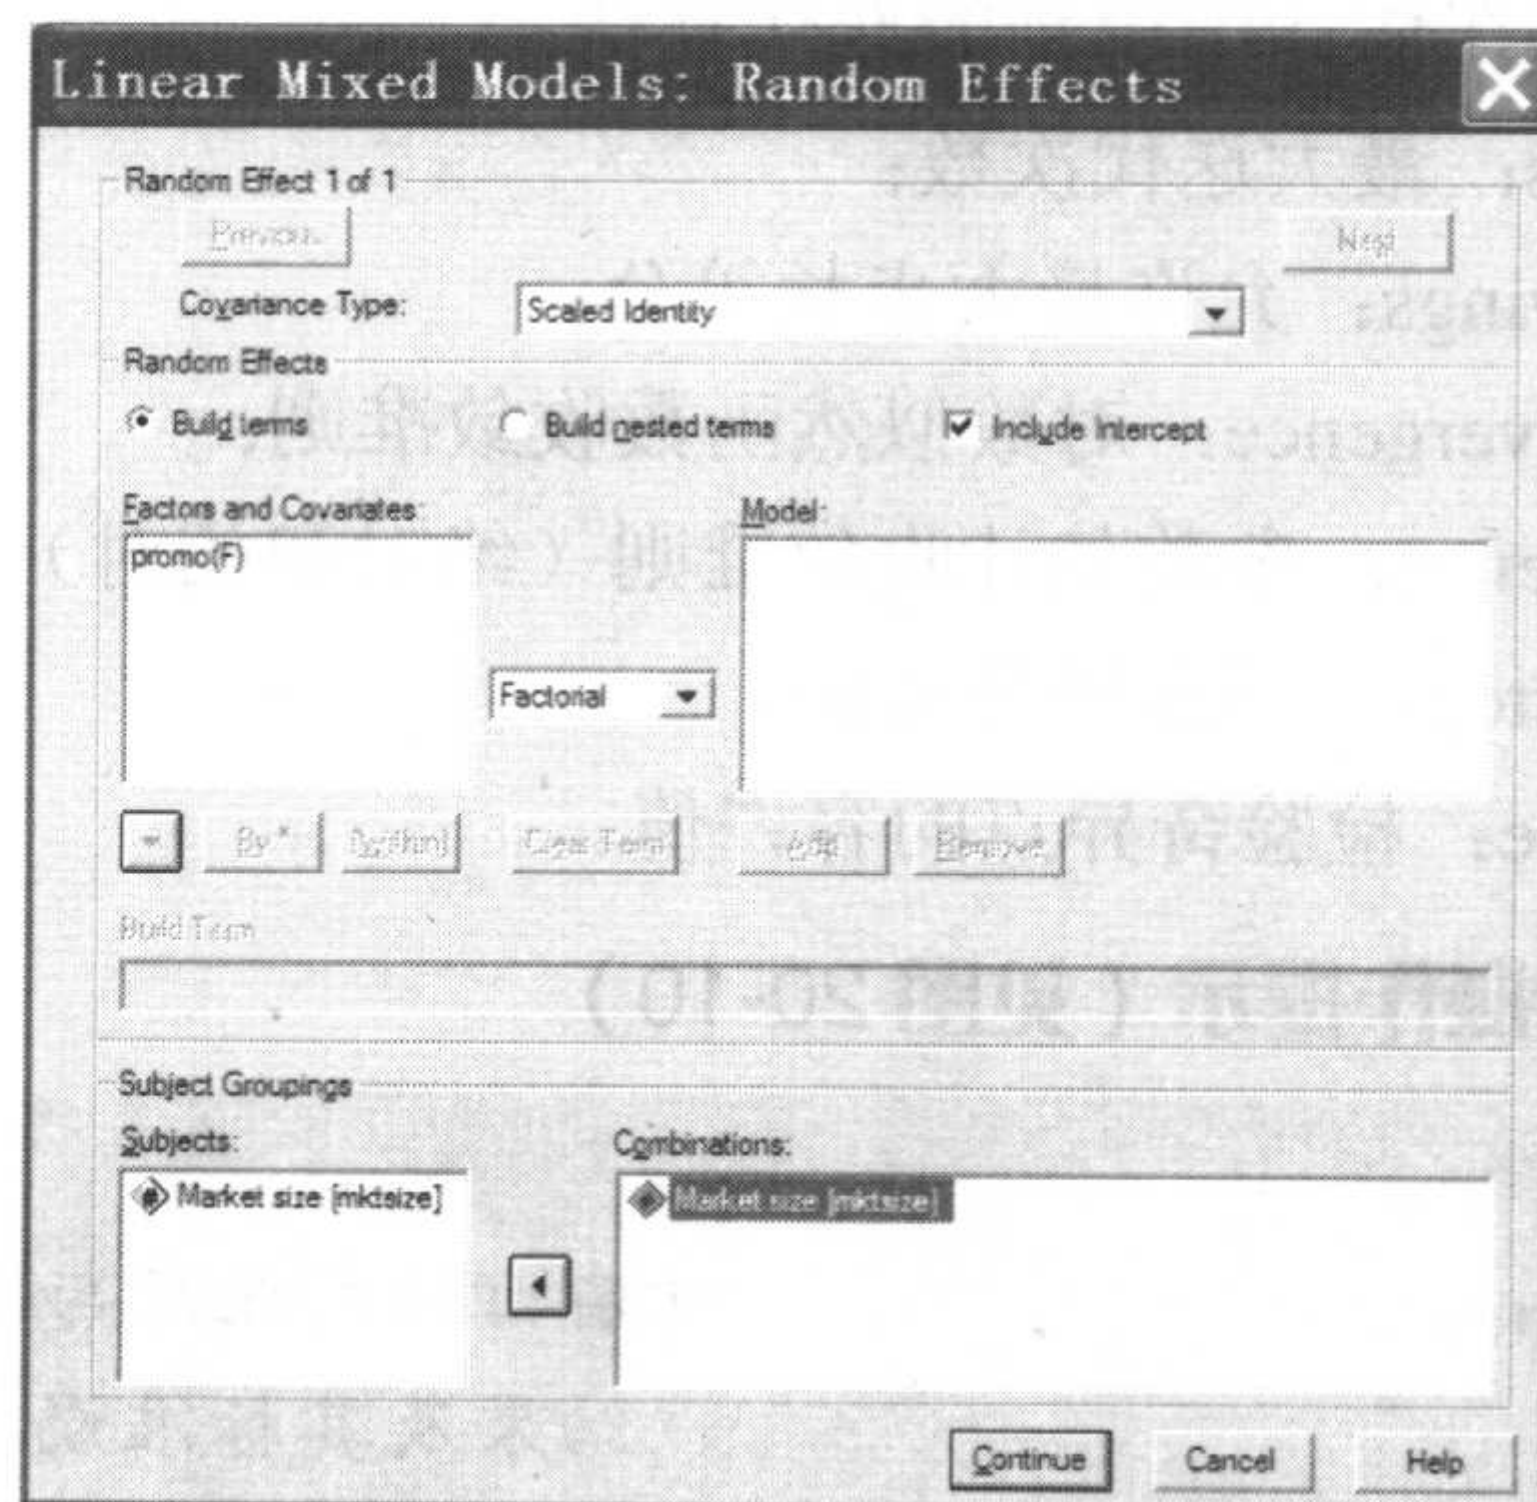 Linear Mixed Models: Random Effects
Random Effect 1 of 1
Previous
Next
Covariance Type:
Scaled Identity
Random Effects
Build terms
Build nested terms
Include Intercept
Factors and Covariates:
Model:
promo(F)
Factorial
By *
(Within)
Clear Term
Add
Remove
Build Term
Subject Groupings
Subjects:
Combinations:
Market size [mktsize]
Market size [mktsize]
Continue
Cancel
Help